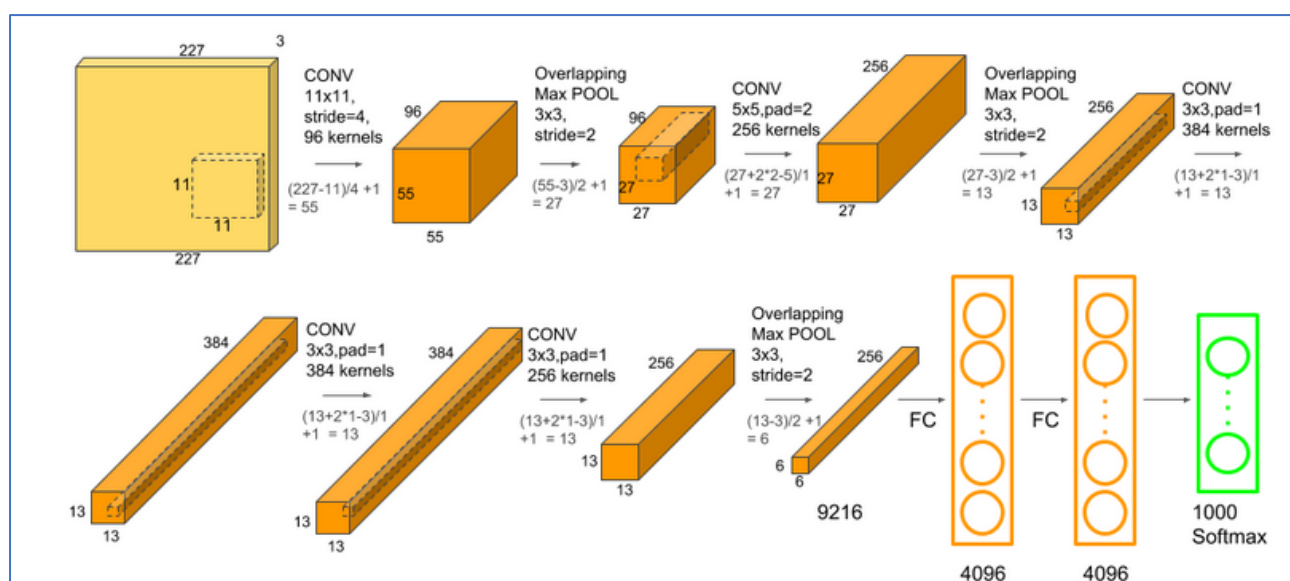 227
3
11
11
227
CONV
11x11,
stride=4,
96 kernels
(227-11)/4 +1
= 55
96
55
55
Overlapping
Max POOL
3x3,
stride=2
(55-3)/2 +1
= 27
96
27
27
CONV
5x5,pad=2
256 kernels
(27+2*2-5)/1
+1 = 27
256
27
27
Overlapping
Max POOL
3x3,
stride=2
(27-3)/2 +1
= 13
256
13
13
CONV
3x3,pad=1
384 kernels
(13+2*1-3)/1
+1 = 13
384
13
13
CONV
3x3,pad=1
384 kernels
(13+2*1-3)/1
+1 = 13
384
13
13
CONV
3x3,pad=1
256 kernels
(13+2*1-3)/1
+1 = 13
256
13
13
Overlapping
Max POOL
3x3,
stride=2
(13-3)/2 +1
= 6
256
6
6
9216
FC
4096
FC
4096
1000
Softmax